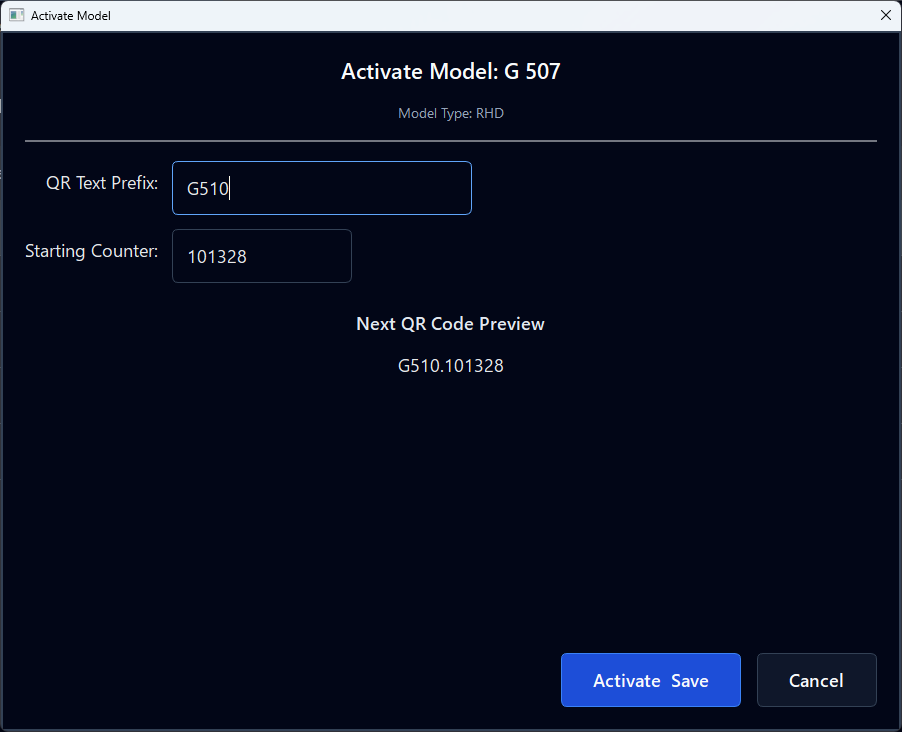 Activate Model
Activate Model: G 507
Model Type: RHD
QR Text Prefix: G510
Starting Counter: 101328
Next QR Code Preview
G510.101328
Activate  Save
Cancel